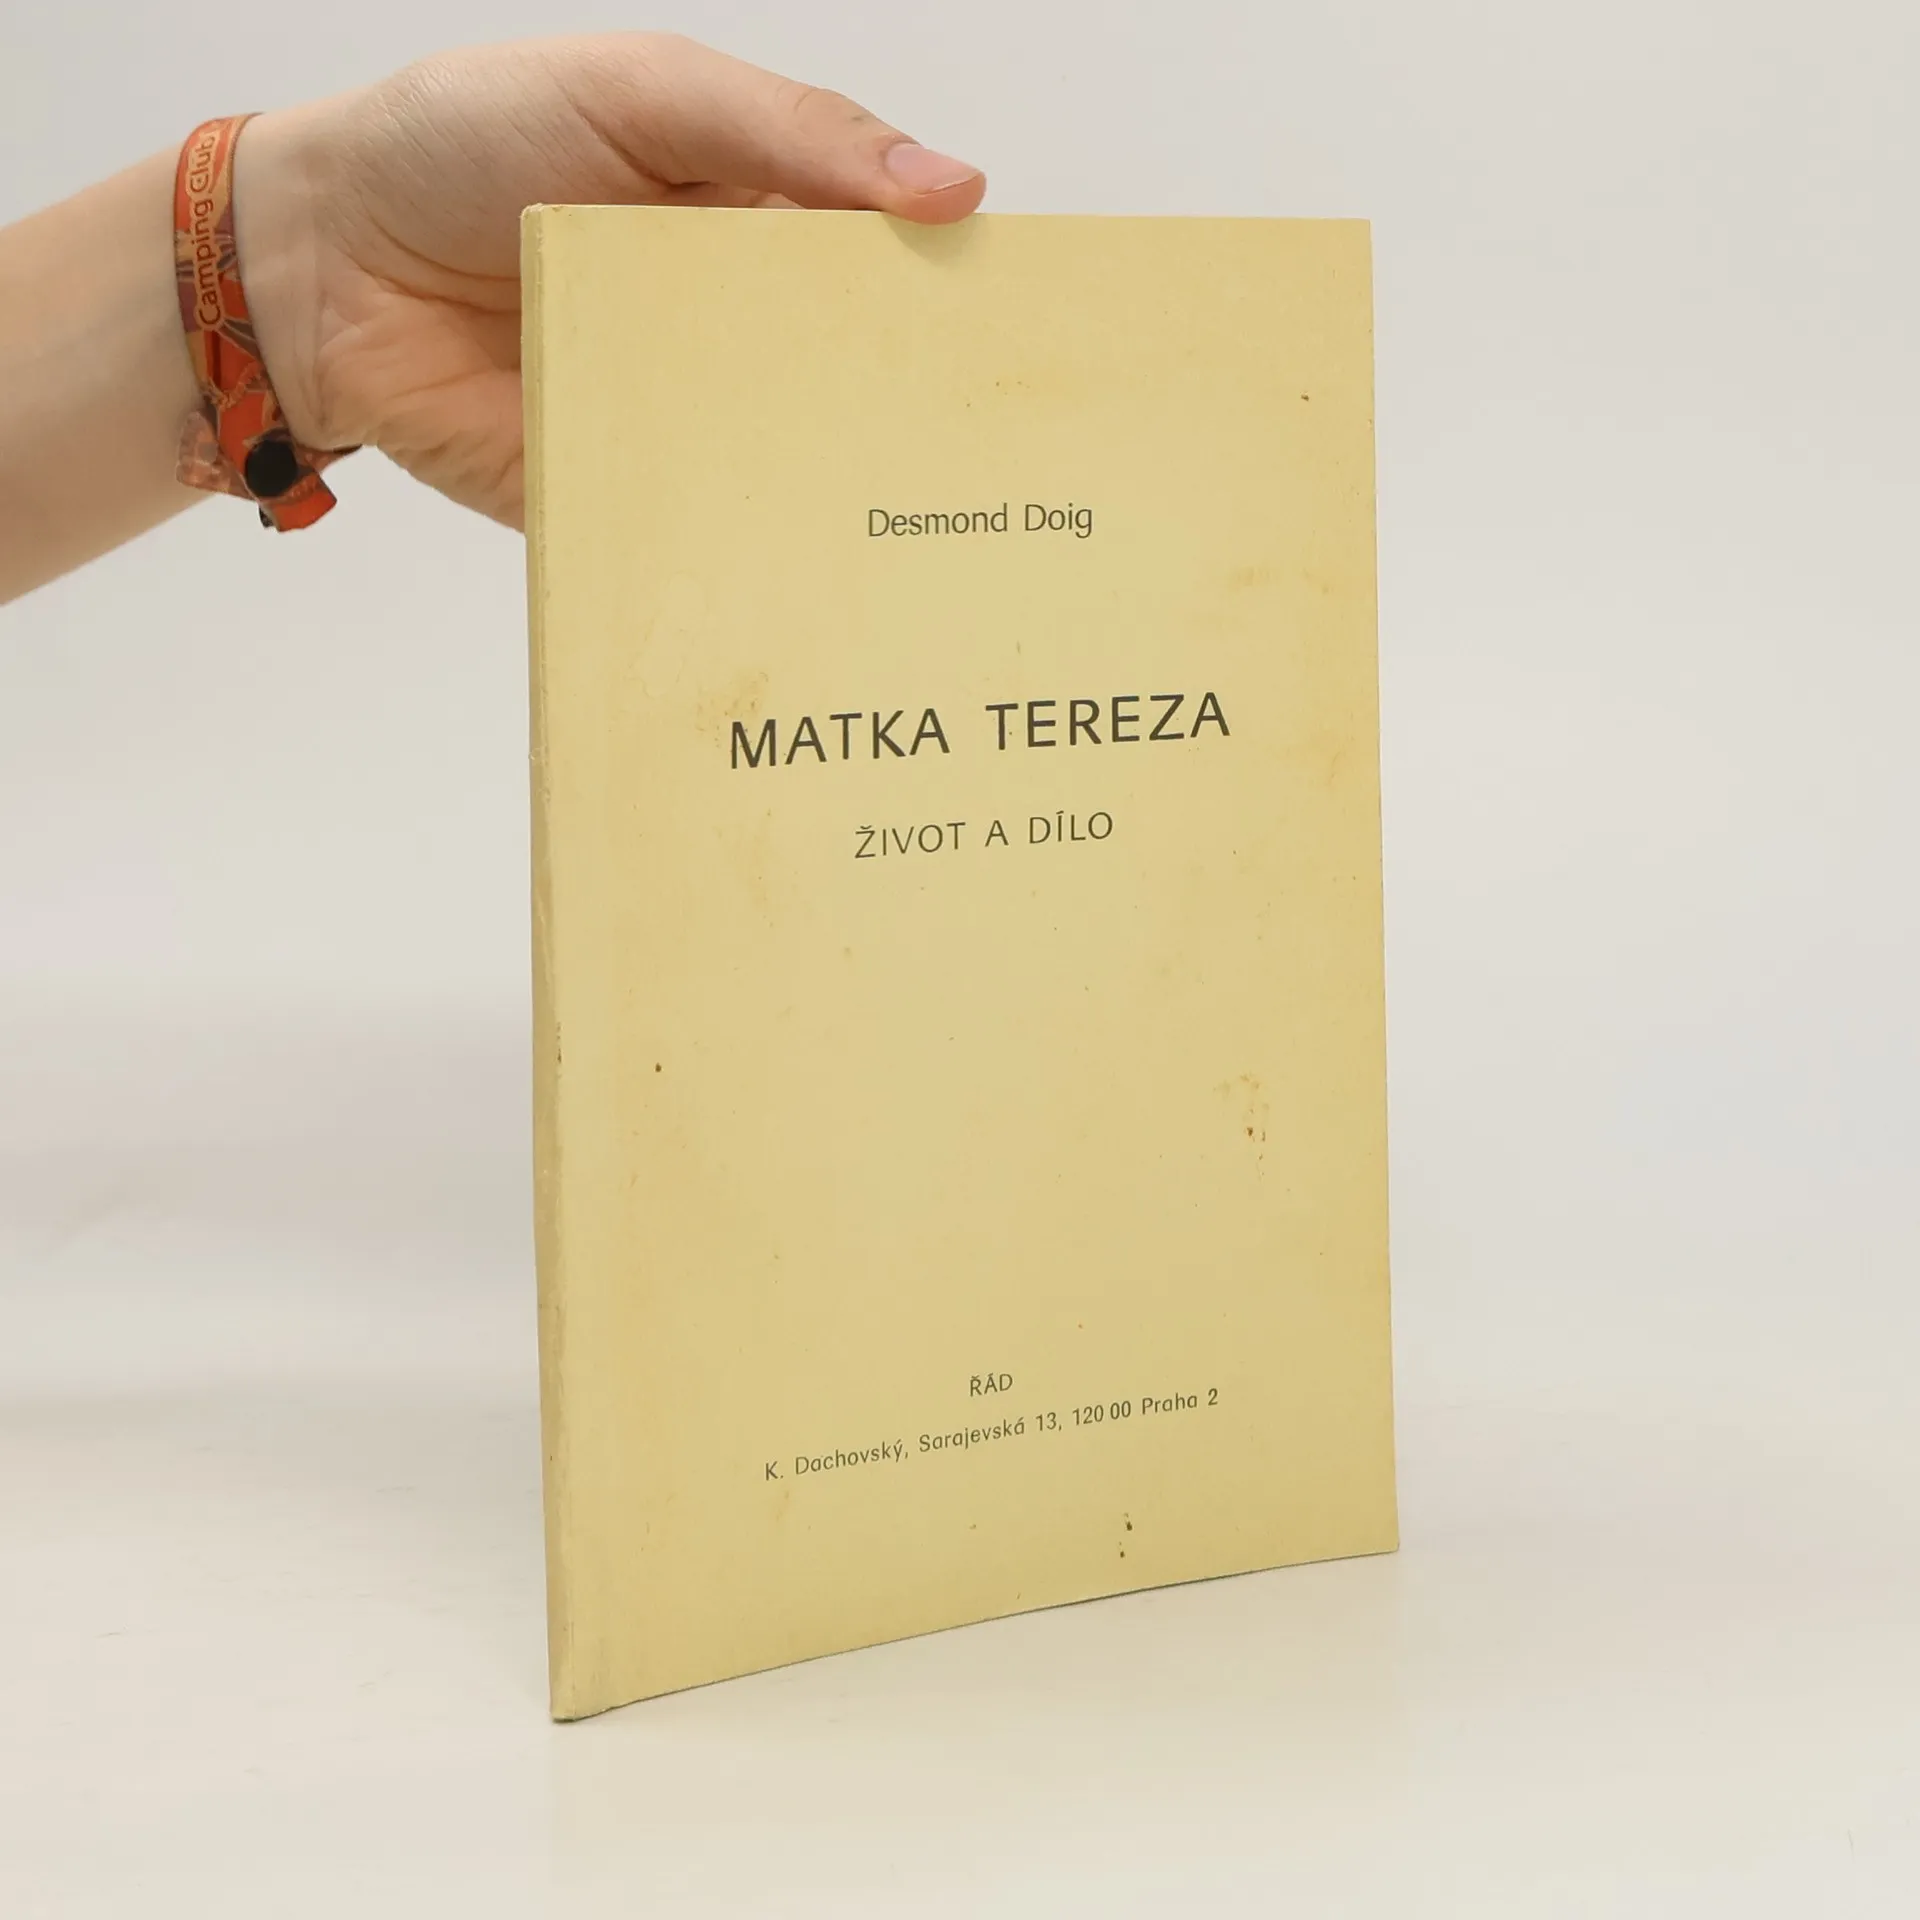 Camping Club
Desmond Doig
MATKA TEREZA
ŽIVOT A DÍLO
ŘÁD
K. Dachovský, Sarajevská 13, 120 00 Praha 2